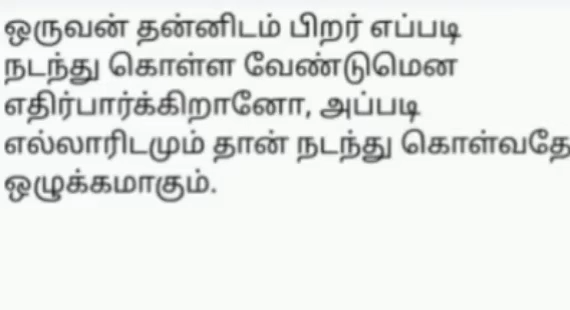 ஒருவன் தன்னிடம் பிறர் எப்படி
நடந்து கொள்ள வேண்டுமென
எதிர்பார்க்கிறானோ, அப்படி
எல்லாரிடமும் தான் நடந்து கொள்வதே
ஒழுக்கமாகும்.